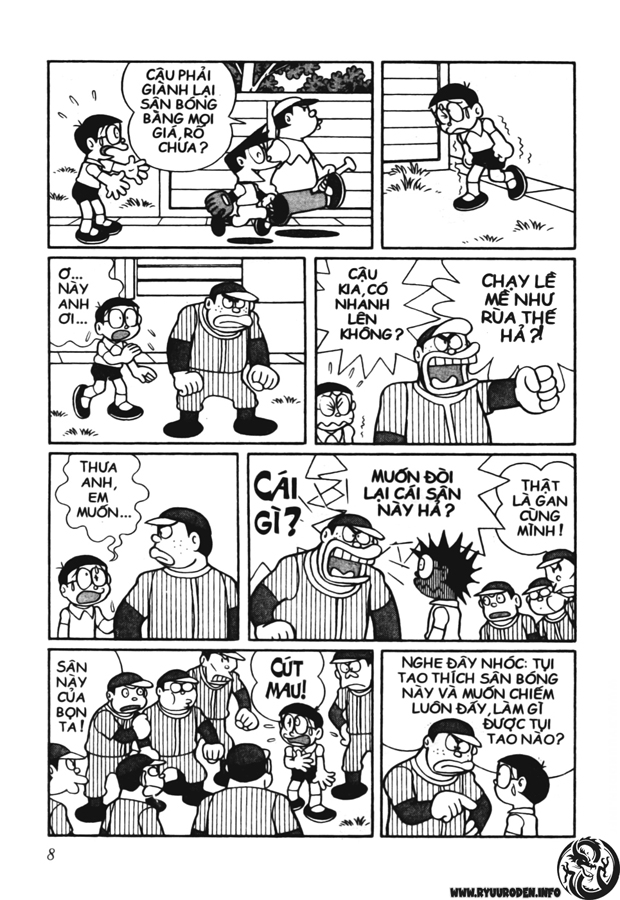 CẬU PHẢI
GIÀNH LẠI
SÂN BÓNG
BẰNG MỌI
GIÁ, RÕ
CHƯA?
Ơ...
NÀY
ANH
ƠI...
CẬU
KIA, CÓ
NHANH
LÊN
KHÔNG?
CHẠY LỀ
MỀ NHƯ
RÙA THẾ
HẢ?!
THƯA
ANH,
EM
MUỐN...
CÁI
GÌ?
MUỐN ĐÒI
LẠI CÁI SÂN
NÀY HẢ?
THẬT
LÀ GAN
CÙNG
MÌNH!
SÂN
NÀY
CỦA
BỌN
TA!
CÚT
MAU!
NGHE ĐÂY NHÓC: TỤI
TAO THÍCH SÂN BÓNG
NÀY VÀ MUỐN CHIẾM
LUÔN ĐẤY, LÀM GÌ
ĐƯỢC TỤI
TAO NÀO?
8
WWW.RYUURODEN.INFO